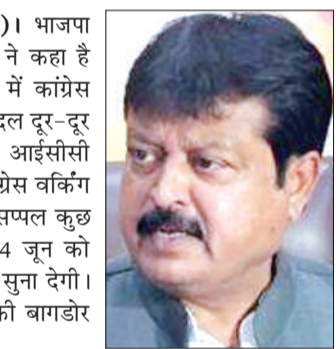 )। भाजपा
ने कहा है
में कांग्रेस
दल दूर-दूर
आईसीसी
ग्रेस वर्किंग
सप्पल कुछ
4 जून को
सुना देगी।
की बागडोर